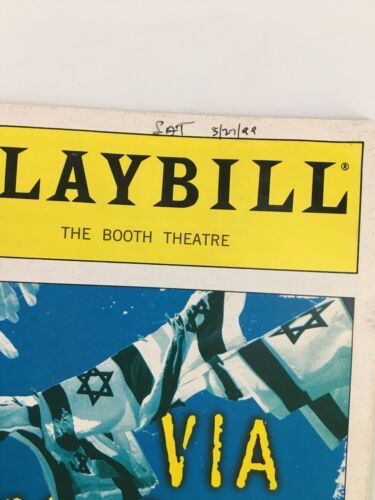 SAT 3/27/99
LAYBILL®
THE BOOTH THEATRE
VIA